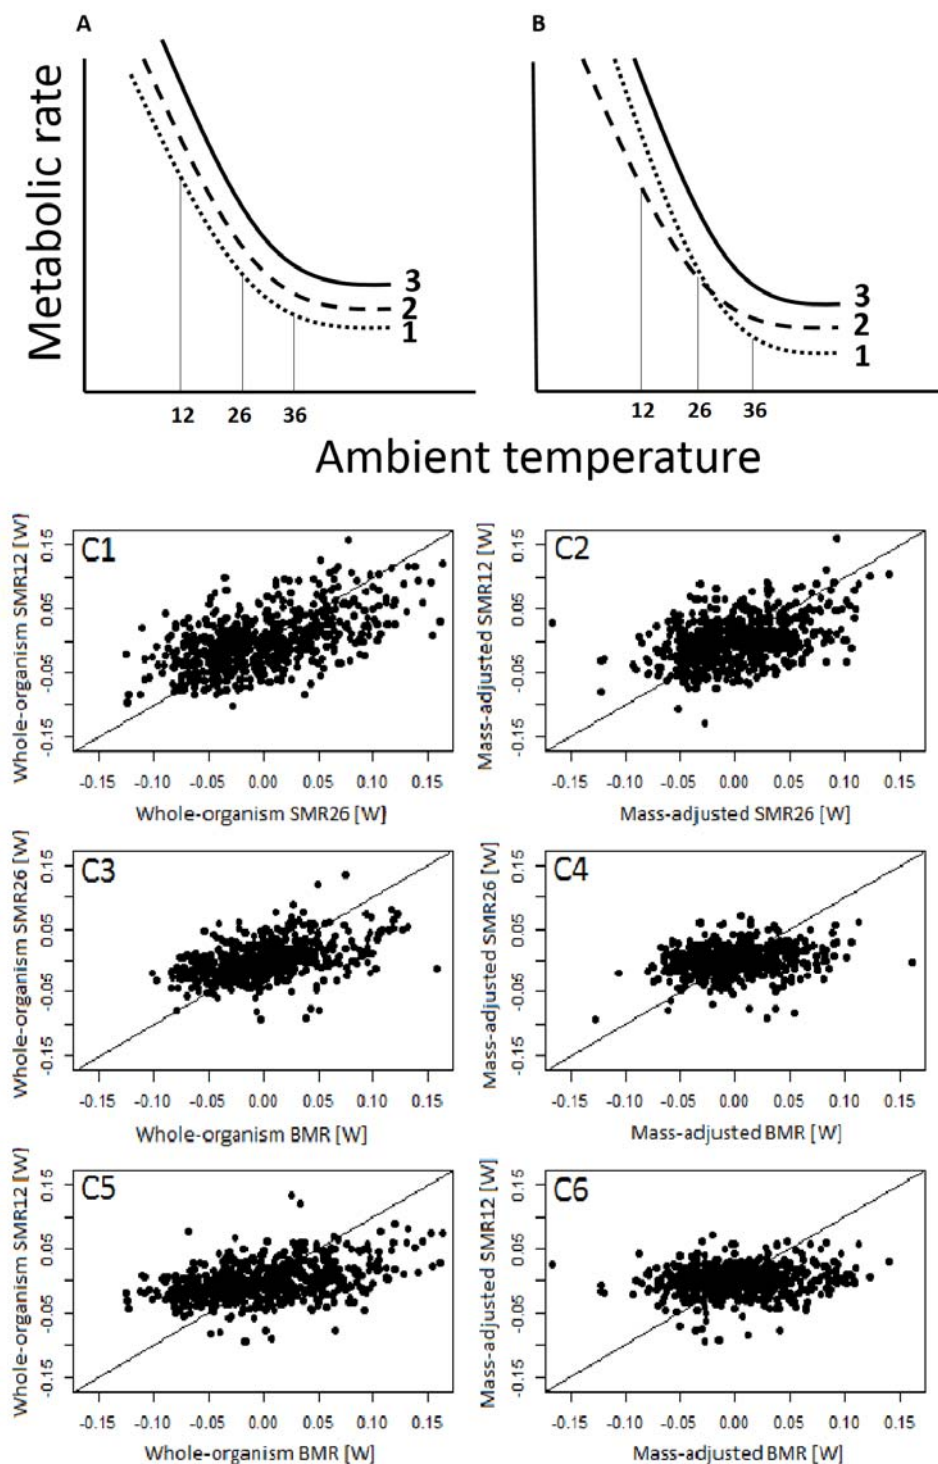 A
B
Metabolic rate
3
2
1
3
2
1
12 26 36
12 26 36
Ambient temperature
C1
Whole-organism SMR12 [W]
0.15
0.05
-0.05
-0.15
-0.15 -0.10 -0.05 0.00 0.05 0.10 0.15
Whole-organism SMR26 [W]
C2
Mass-adjusted SMR12 [W]
0.15
0.05
-0.05
-0.15
-0.15 -0.10 -0.05 0.00 0.05 0.10 0.15
Mass-adjusted SMR26 [W]
C3
Whole-organism SMR26 [W]
0.15
0.05
-0.05
-0.15
-0.15 -0.10 -0.05 0.00 0.05 0.10 0.15
Whole-organism BMR [W]
C4
Mass-adjusted SMR26 [W]
0.15
0.05
-0.05
-0.15
-0.15 -0.10 -0.05 0.00 0.05 0.10 0.15
Mass-adjusted BMR [W]
C5
Whole-organism SMR12 [W]
0.15
0.05
-0.05
-0.15
-0.15 -0.10 -0.05 0.00 0.05 0.10 0.15
Whole-organism BMR [W]
C6
Mass-adjusted SMR12 [W]
0.15
0.05
-0.05
-0.15
-0.15 -0.10 -0.05 0.00 0.05 0.10 0.15
Mass-adjusted BMR [W]